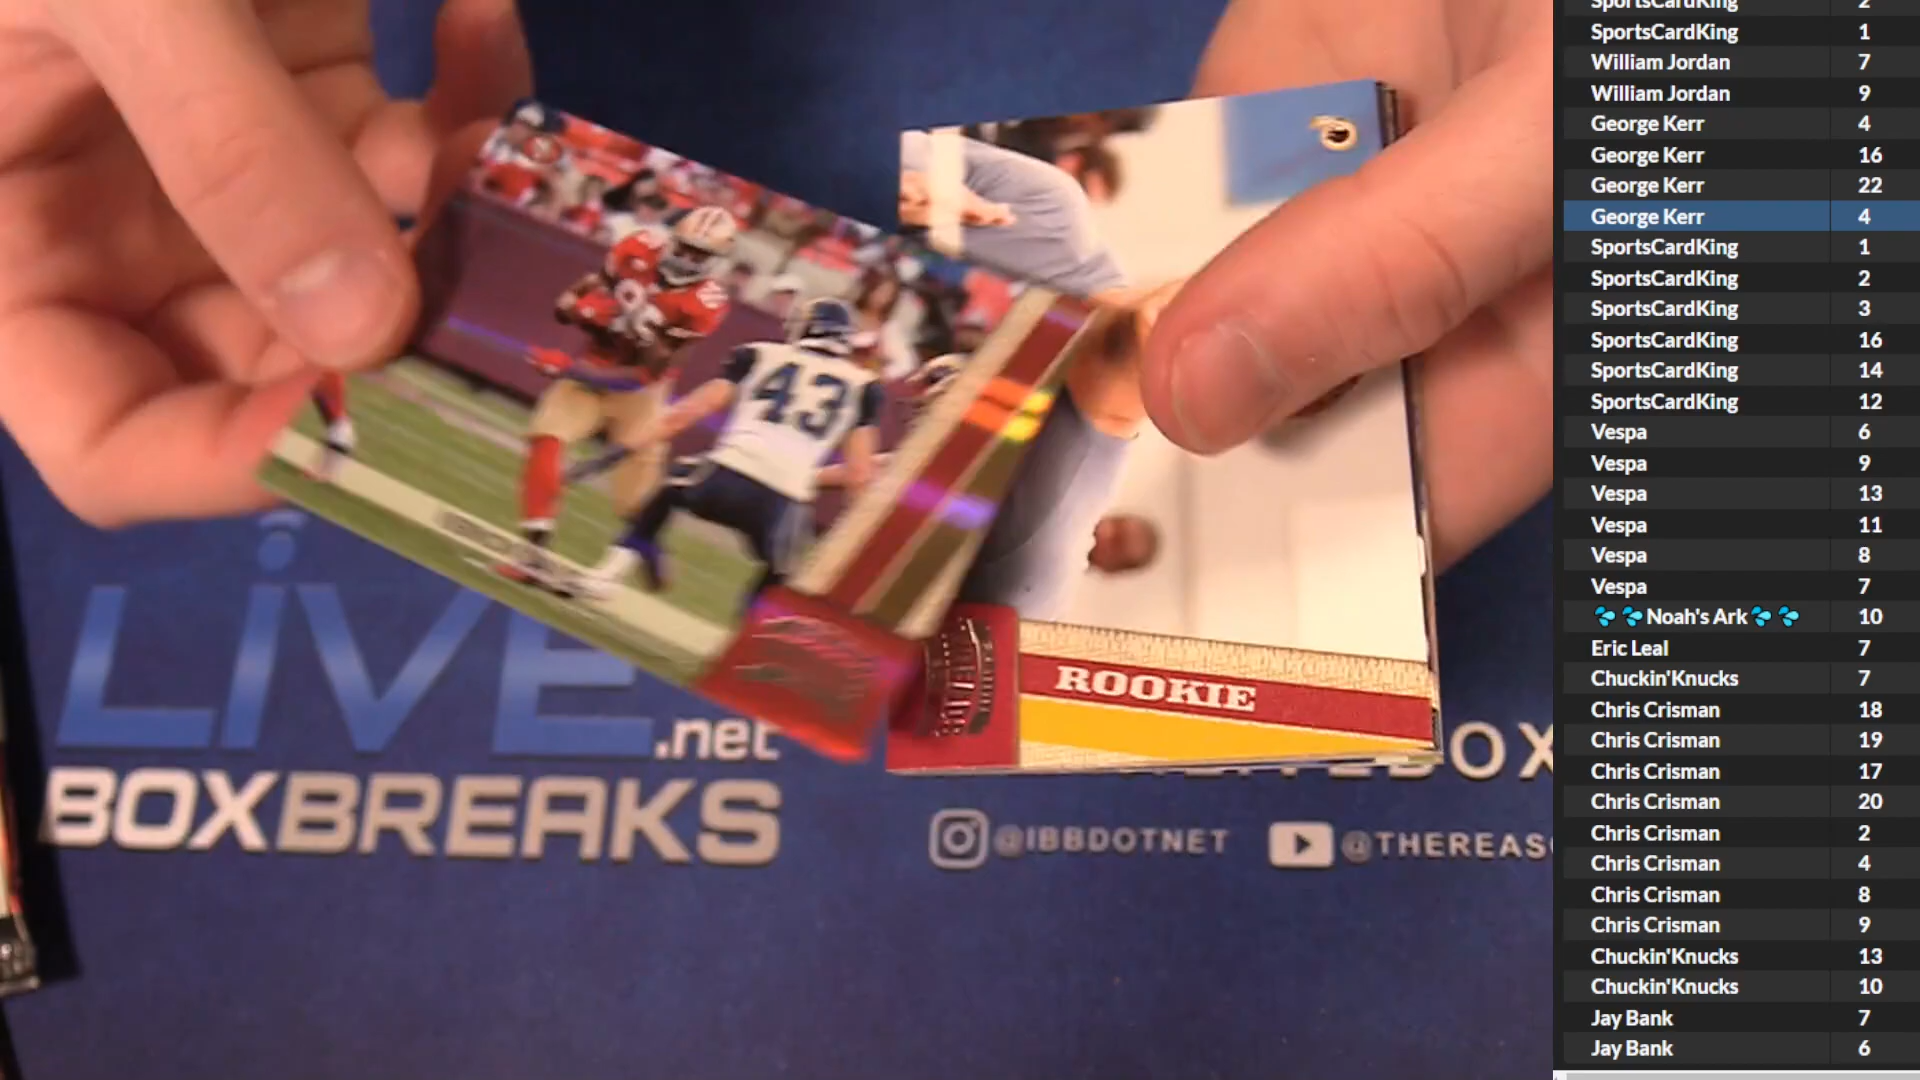 SportsCardKing 2
SportsCardKing 1
William Jordan 7
William Jordan 9
George Kerr 4
George Kerr 16
George Kerr 22
George Kerr 4
SportsCardKing 1
SportsCardKing 2
SportsCardKing 3
SportsCardKing 16
SportsCardKing 14
SportsCardKing 12
Vespa 6
Vespa 9
Vespa 13
Vespa 11
Vespa 8
Vespa 7
💦💦Noah's Ark💦💦 10
Eric Leal 7
Chuckin'Knucks 7
Chris Crisman 18
Chris Crisman 19
Chris Crisman 17
Chris Crisman 20
Chris Crisman 2
Chris Crisman 4
Chris Crisman 8
Chris Crisman 9
Chuckin'Knucks 13
Chuckin'Knucks 10
Jay Bank 7
Jay Bank 6
85
43
ROOKIE
LiVE
.net
BOXBREAKS
BOX
@IBBDOTNET
@THEREAS